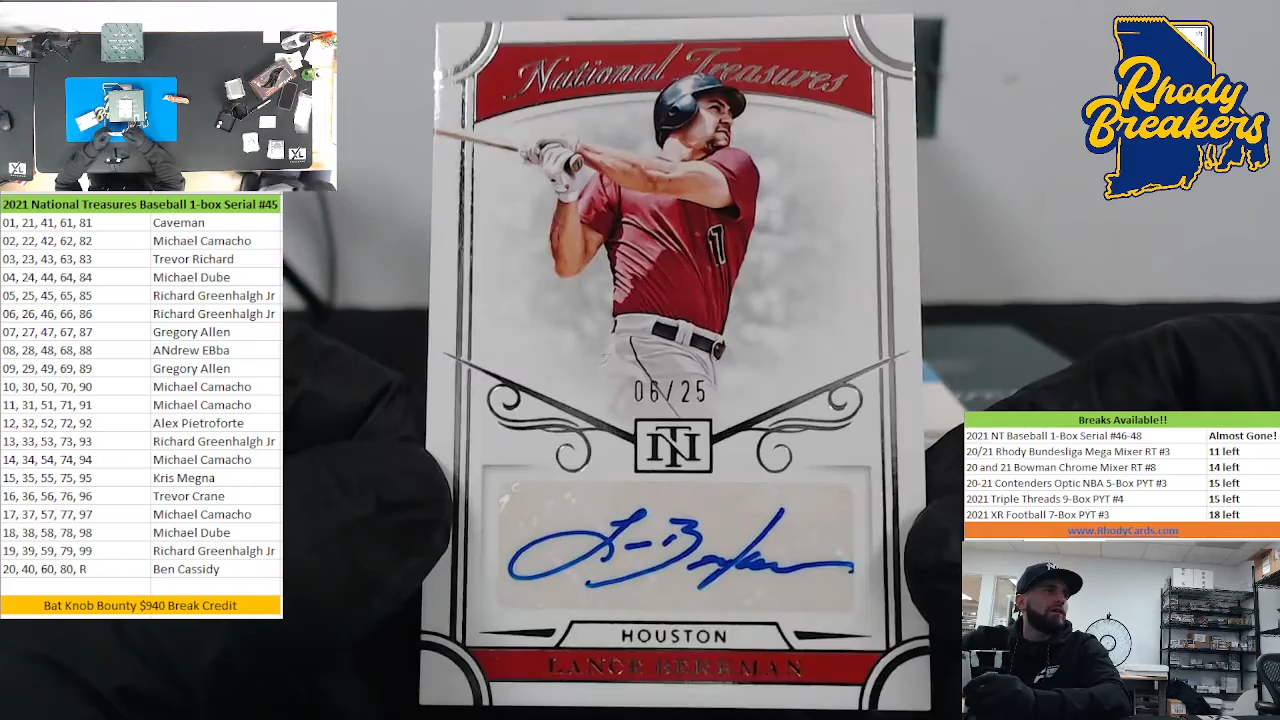 2021 National Treasures Baseball 1-box Serial #45
01, 21, 41, 61, 81 Caveman
02, 22, 42, 62, 82 Michael Camacho
03, 23, 43, 63, 83 Trevor Richard
04, 24, 44, 64, 84 Michael Dube
05, 25, 45, 65, 85 Richard Greenhalgh Jr
06, 26, 46, 66, 86 Richard Greenhalgh Jr
07, 27, 47, 67, 87 Gregory Allen
08, 28, 48, 68, 88 ANdrew EBba
09, 29, 49, 69, 89 Gregory Allen
10, 30, 50, 70, 90 Michael Camacho
11, 31, 51, 71, 91 Michael Camacho
12, 32, 52, 72, 92 Alex Pietroforte
13, 33, 53, 73, 93 Richard Greenhalgh Jr
14, 34, 54, 74, 94 Michael Camacho
15, 35, 55, 75, 95 Kris Megna
16, 36, 56, 76, 96 Trevor Crane
17, 37, 57, 77, 97 Michael Camacho
18, 38, 58, 78, 98 Michael Dube
19, 39, 59, 79, 99 Richard Greenhalgh Jr
20, 40, 60, 80, R Ben Cassidy
Bat Knob Bounty $940 Break Credit
National Treasures
17
06/25
NT
HOUSTON
LANCE BERKMAN
Rhody
Breakers
Breaks Available!!
2021 NT Baseball 1-Box Serial #46-48 Almost Gone!
20/21 Rhody Bundesliga Mega Mixer RT #3 11 left
20 and 21 Bowman Chrome Mixer RT #8 14 left
20-21 Contenders Optic NBA 5-Box PYT #3 15 left
2021 Triple Threads 9-Box PYT #4 15 left
2021 XR Football 7-Box PYT #3 18 left
www.RhodyCards.com